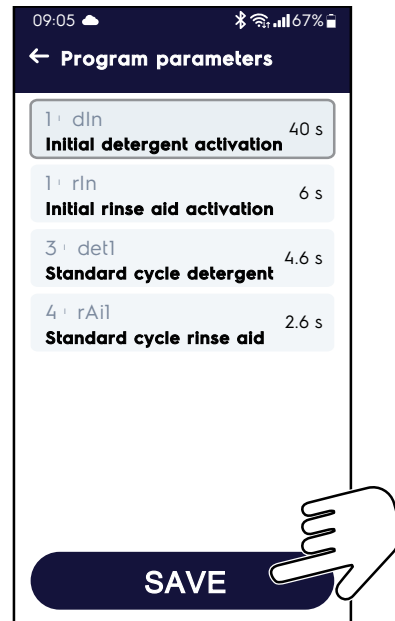 09:05 67%
← Program parameters
1 dIn
40 s
Initial detergent activation
1 rIn
6 s
Initial rinse aid activation
3 det1
4.6 s
Standard cycle detergent
4 rAi1
2.6 s
Standard cycle rinse aid
SAVE